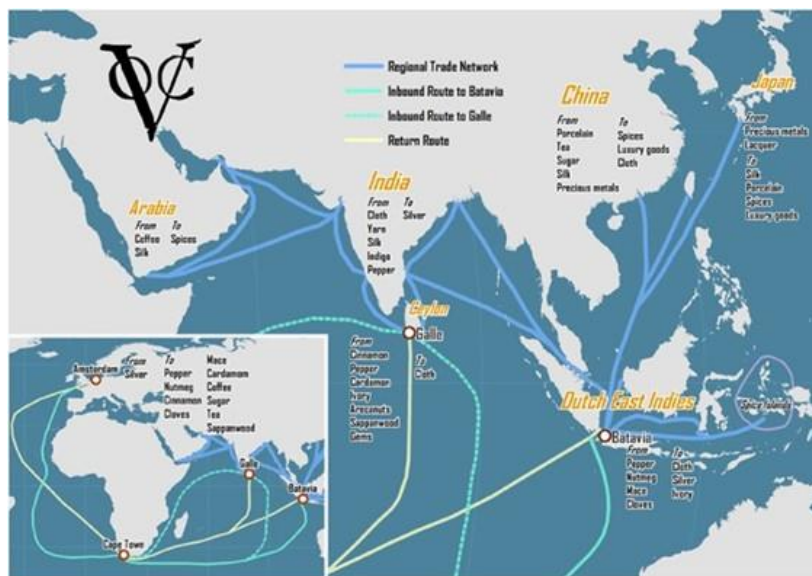 VOC
Regional Trade Network
Inbound Route to Batavia
Inbound Route to Galle
Return Route
Arabia
From
Coffee
Silk
To
Spices
India
From
Cloth
Yarn
Silk
Indigo
Pepper
To
Silver
China
From
Porcelain
Tea
Sugar
Silk
Precious metals
To
Spices
Luxury goods
Cloth
Japan
From
Precious metals
Lacquer
To
Silk
Porcelain
Spices
Luxury goods
Ceylon
Galle
From
Cinnamon
Pepper
Cardamon
Ivory
Arecanuts
Sappanwood
Gems
To
Cloth
Dutch East Indies
Spice Islands
Batavia
From
Pepper
Nutmeg
Mace
Cloves
To
Cloth
Silver
Ivory
Amsterdam
From
Silver
To
Pepper
Nutmeg
Cinnamon
Cloves
Mace
Cardamom
Coffee
Sugar
Tea
Sappanwood
Galle
Batavia
Cape Town